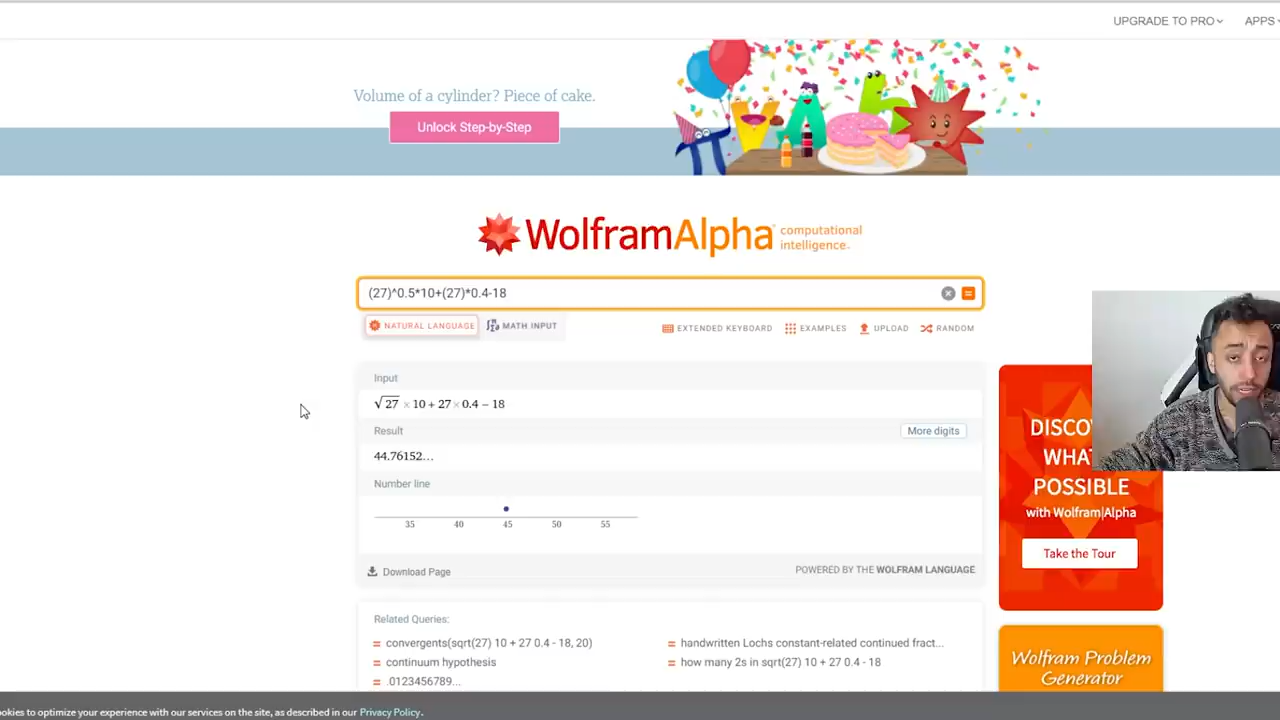 UPGRADE TO PRO
APPS
Volume of a cylinder? Piece of cake.
Unlock Step-by-Step
WolframAlpha computational intelligence.
(27)^0.5*10+(27)*0.4-18
NATURAL LANGUAGE
MATH INPUT
EXTENDED KEYBOARD
EXAMPLES
UPLOAD
RANDOM
Input
√27 × 10 + 27 × 0.4 − 18
Result
More digits
44.76152...
Number line
35 40 45 50 55
Download Page
POWERED BY THE WOLFRAM LANGUAGE
Related Queries:
= convergents(sqrt(27) 10 + 27 0.4 - 18, 20)
= handwritten Lochs constant-related continued fract...
= continuum hypothesis
= how many 2s in sqrt(27) 10 + 27 0.4 - 18
= .0123456789...
DISCO
WHA
POSSIBLE
with Wolfram|Alpha
Take the Tour
Wolfram Problem
Generator
ookies to optimize your experience with our services on the site, as described in our Privacy Policy.